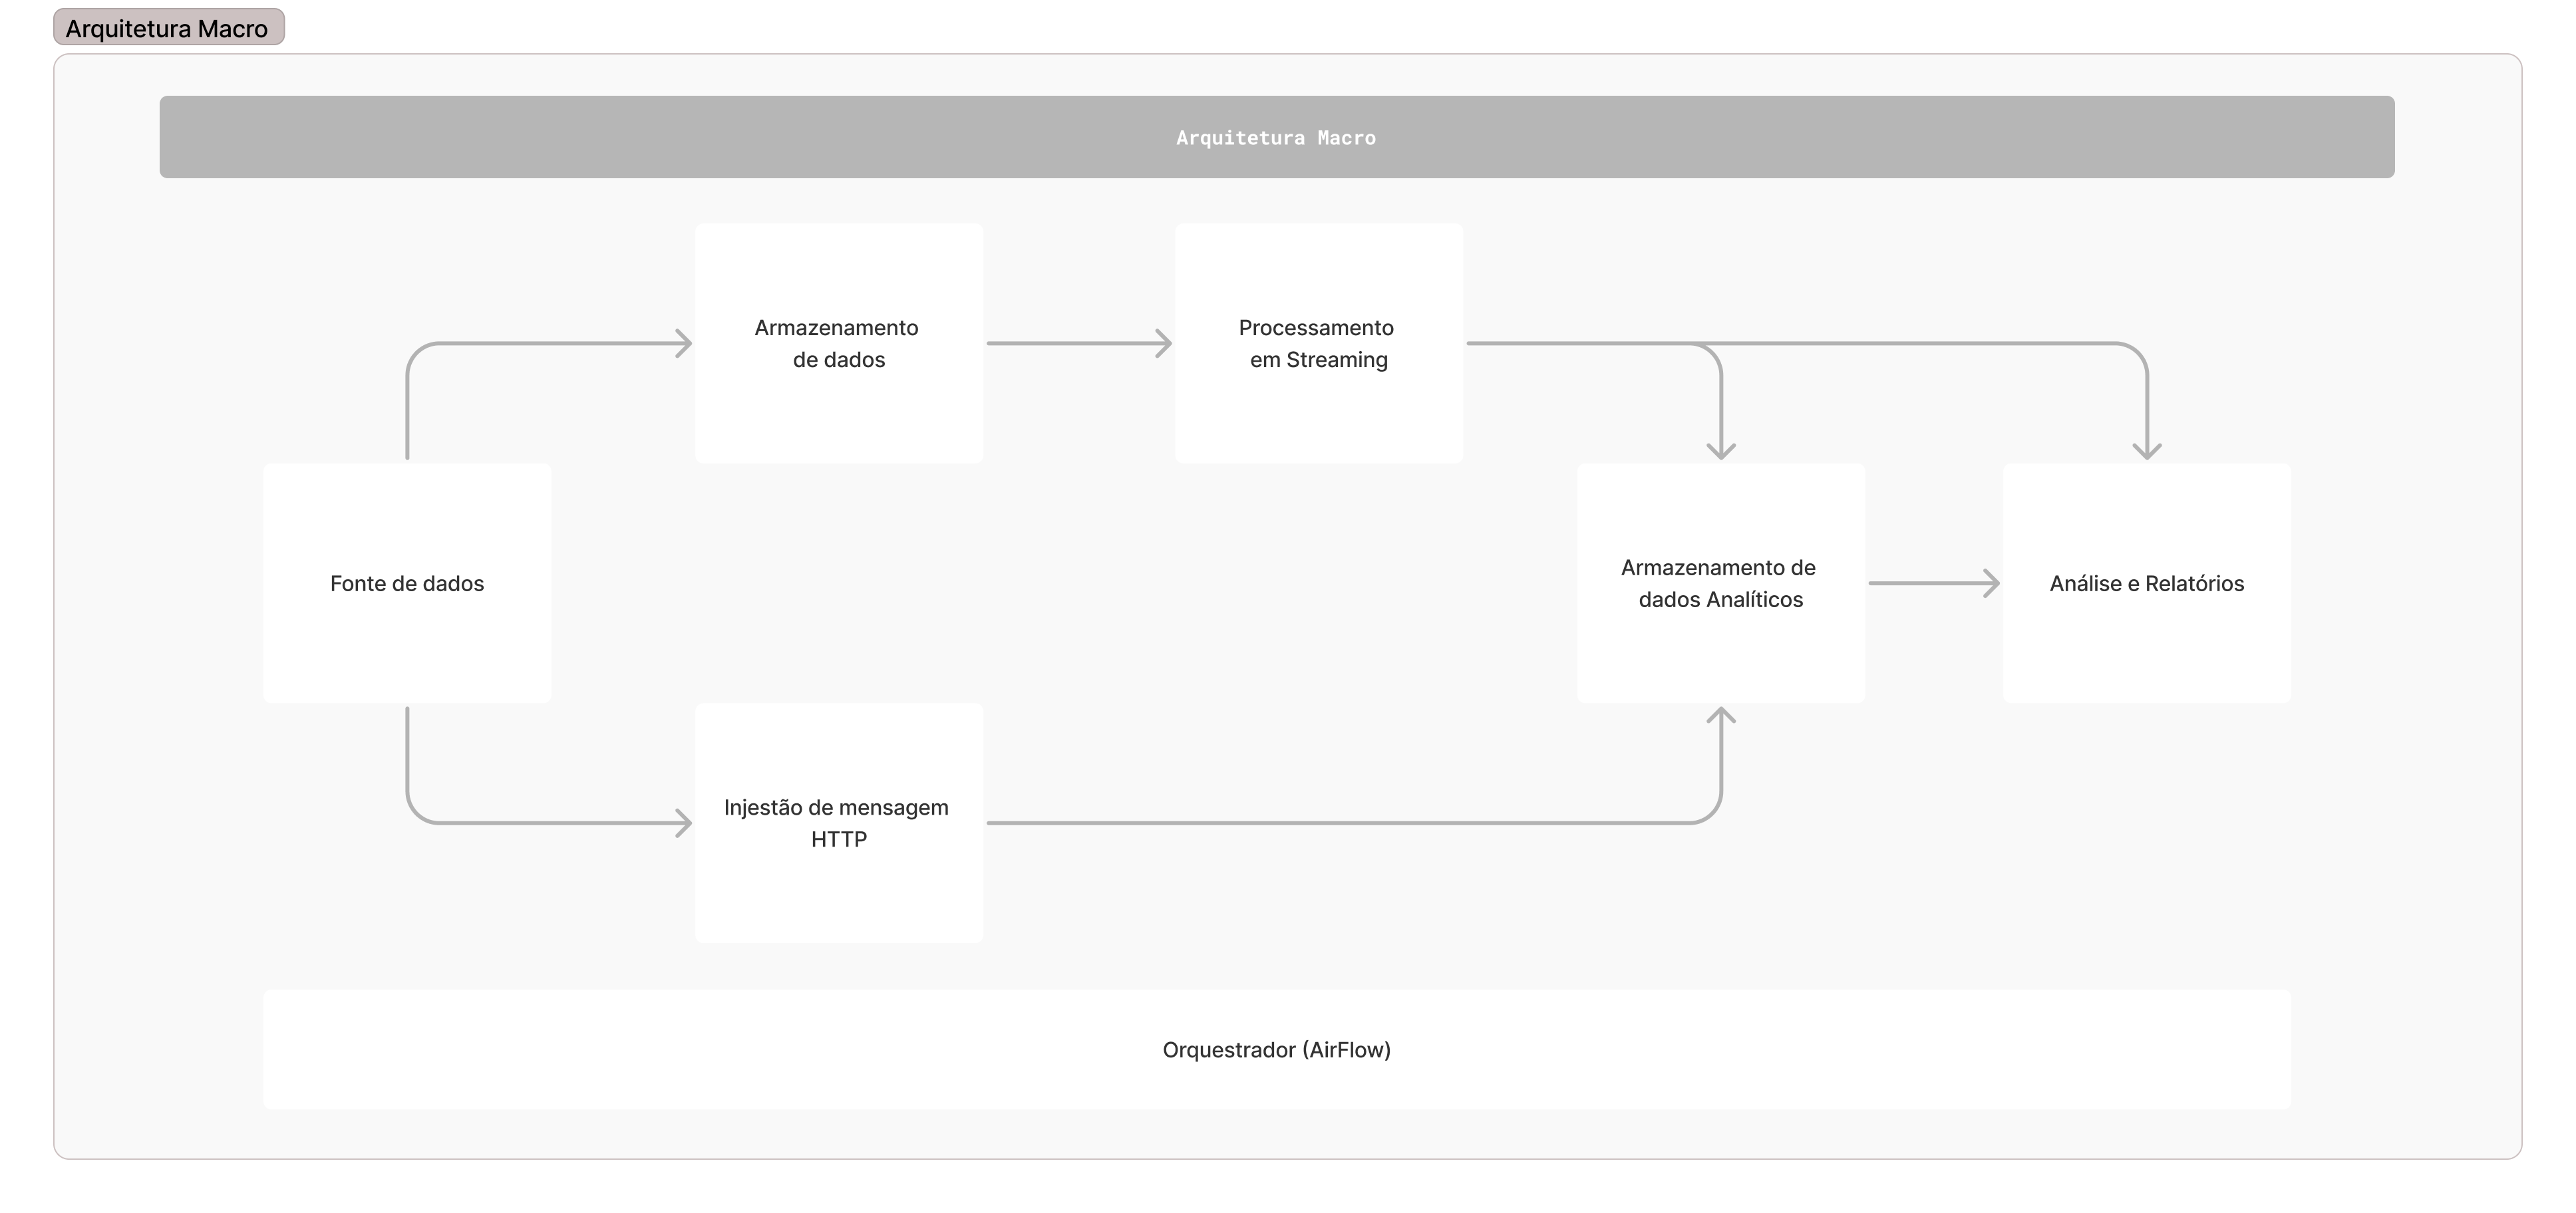 Arquitetura Macro
Arquitetura Macro
Armazenamento
de dados
Processamento
em Streaming
Fonte de dados
Armazenamento de
dados Analíticos
Análise e Relatórios
Injestão de mensagem
HTTP
Orquestrador (AirFlow)